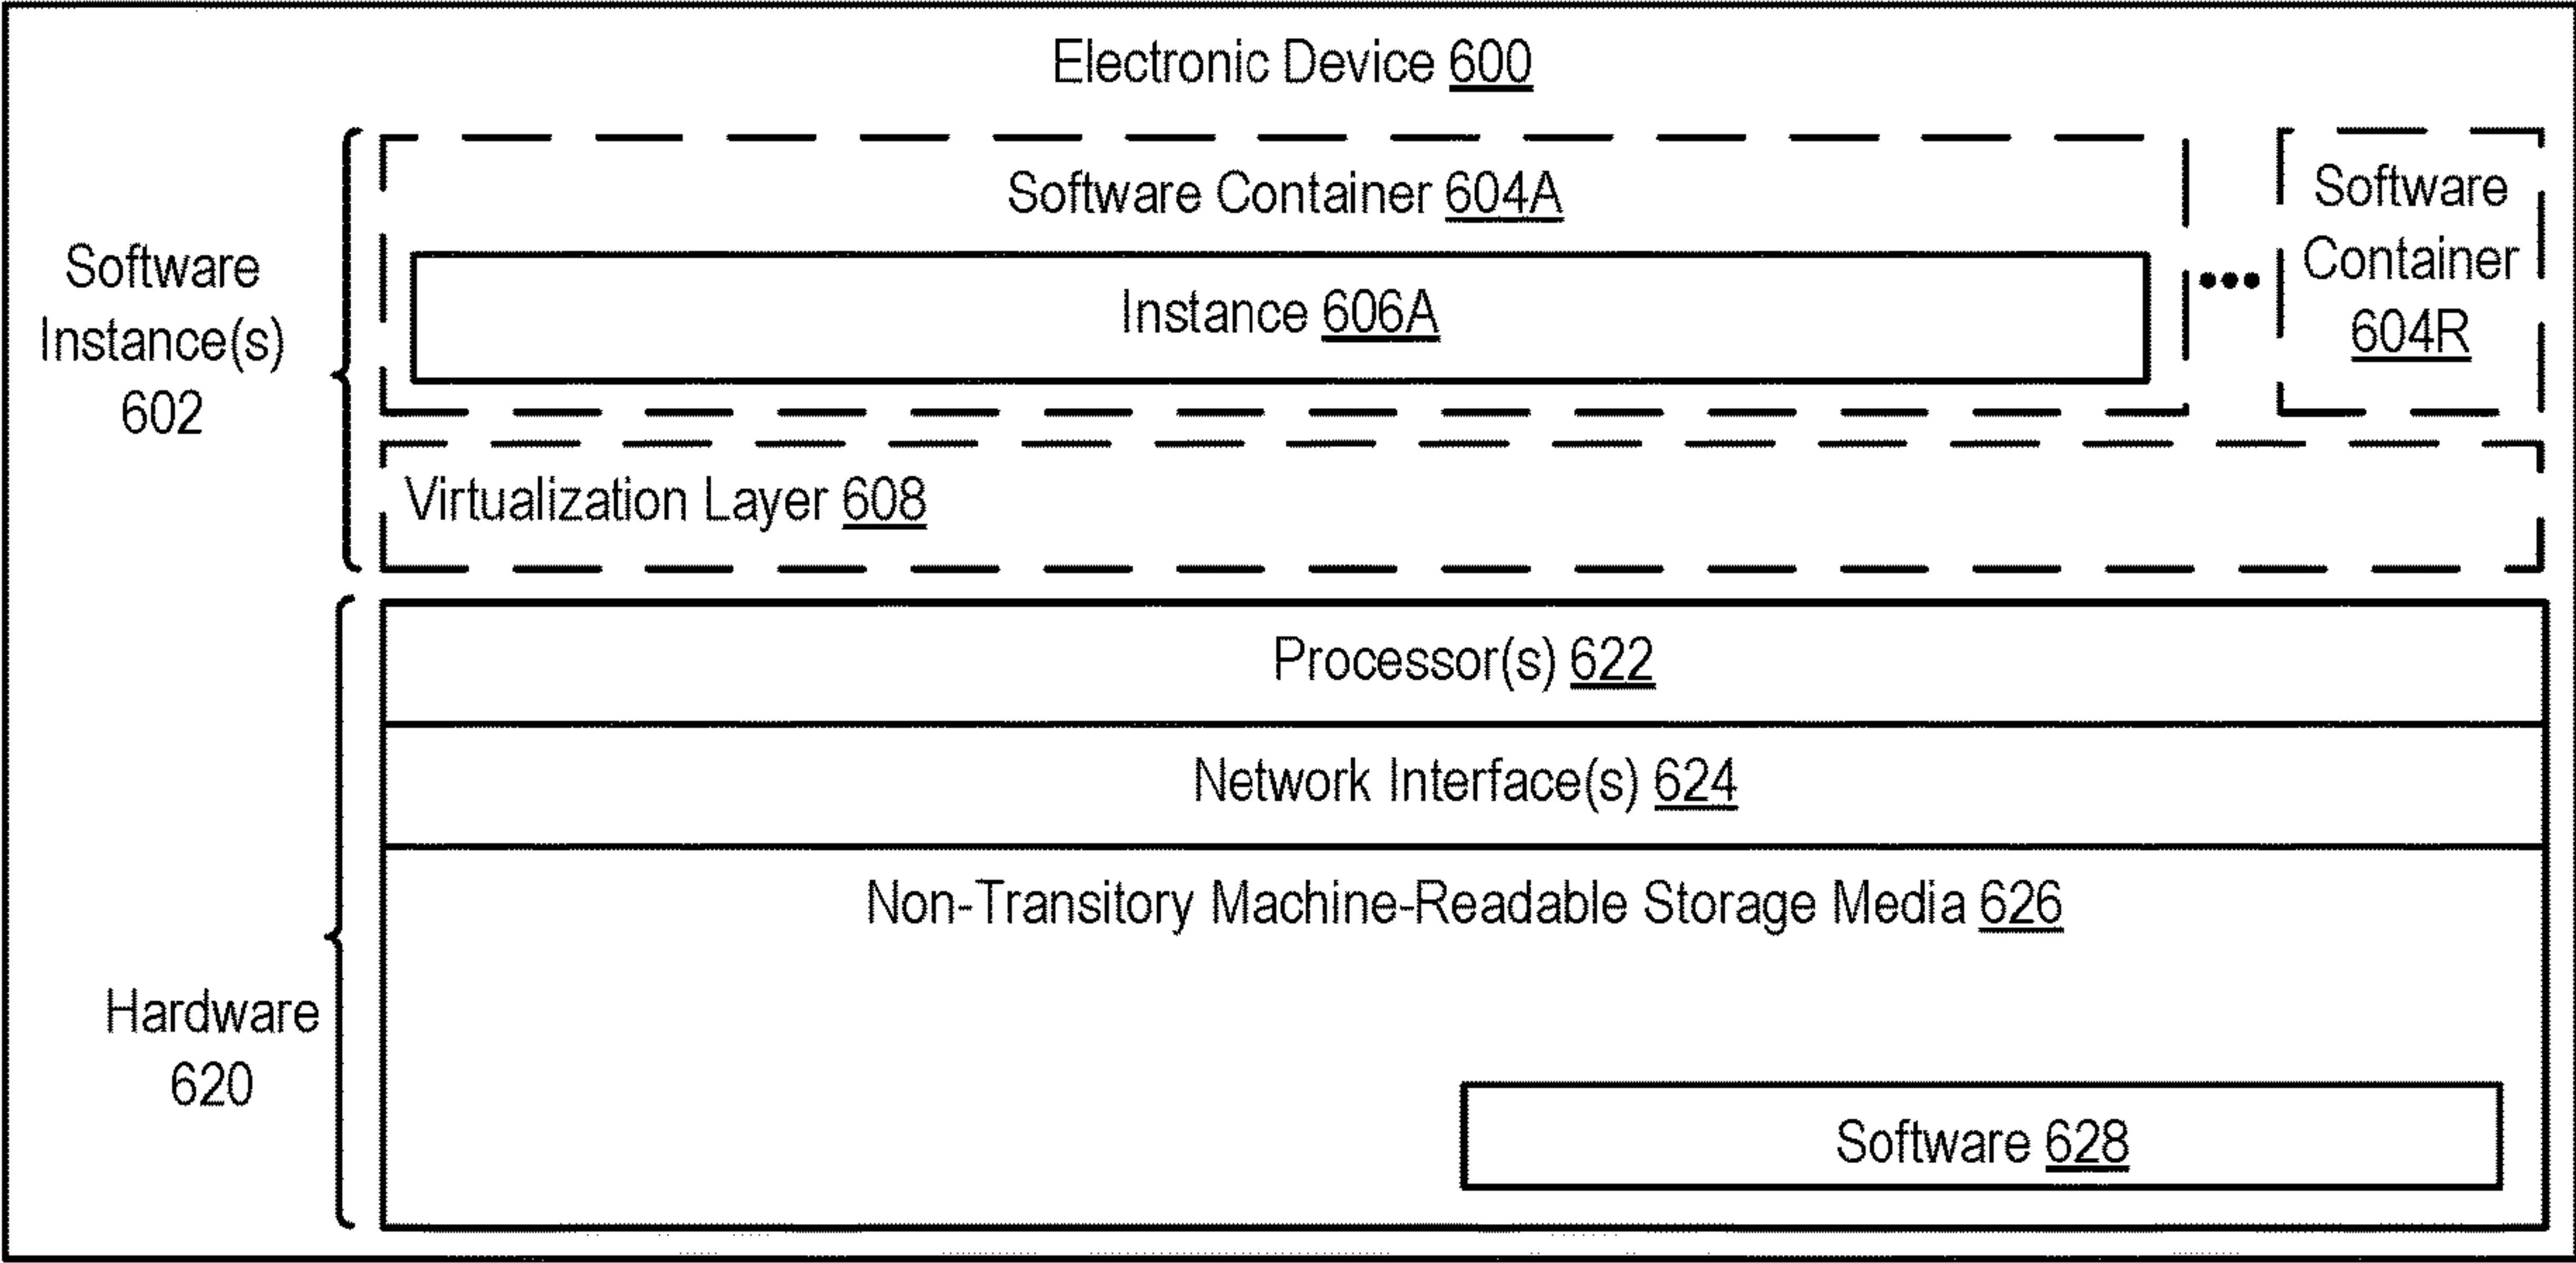 Electronic Device 600
Software Container 604A
Instance 606A
Software
Container
604R
Software
Instance(s)
602
Virtualization Layer 608
Processor(s) 622
Network Interface(s) 624
Non-Transitory Machine-Readable Storage Media 626
Hardware
620
Software 628